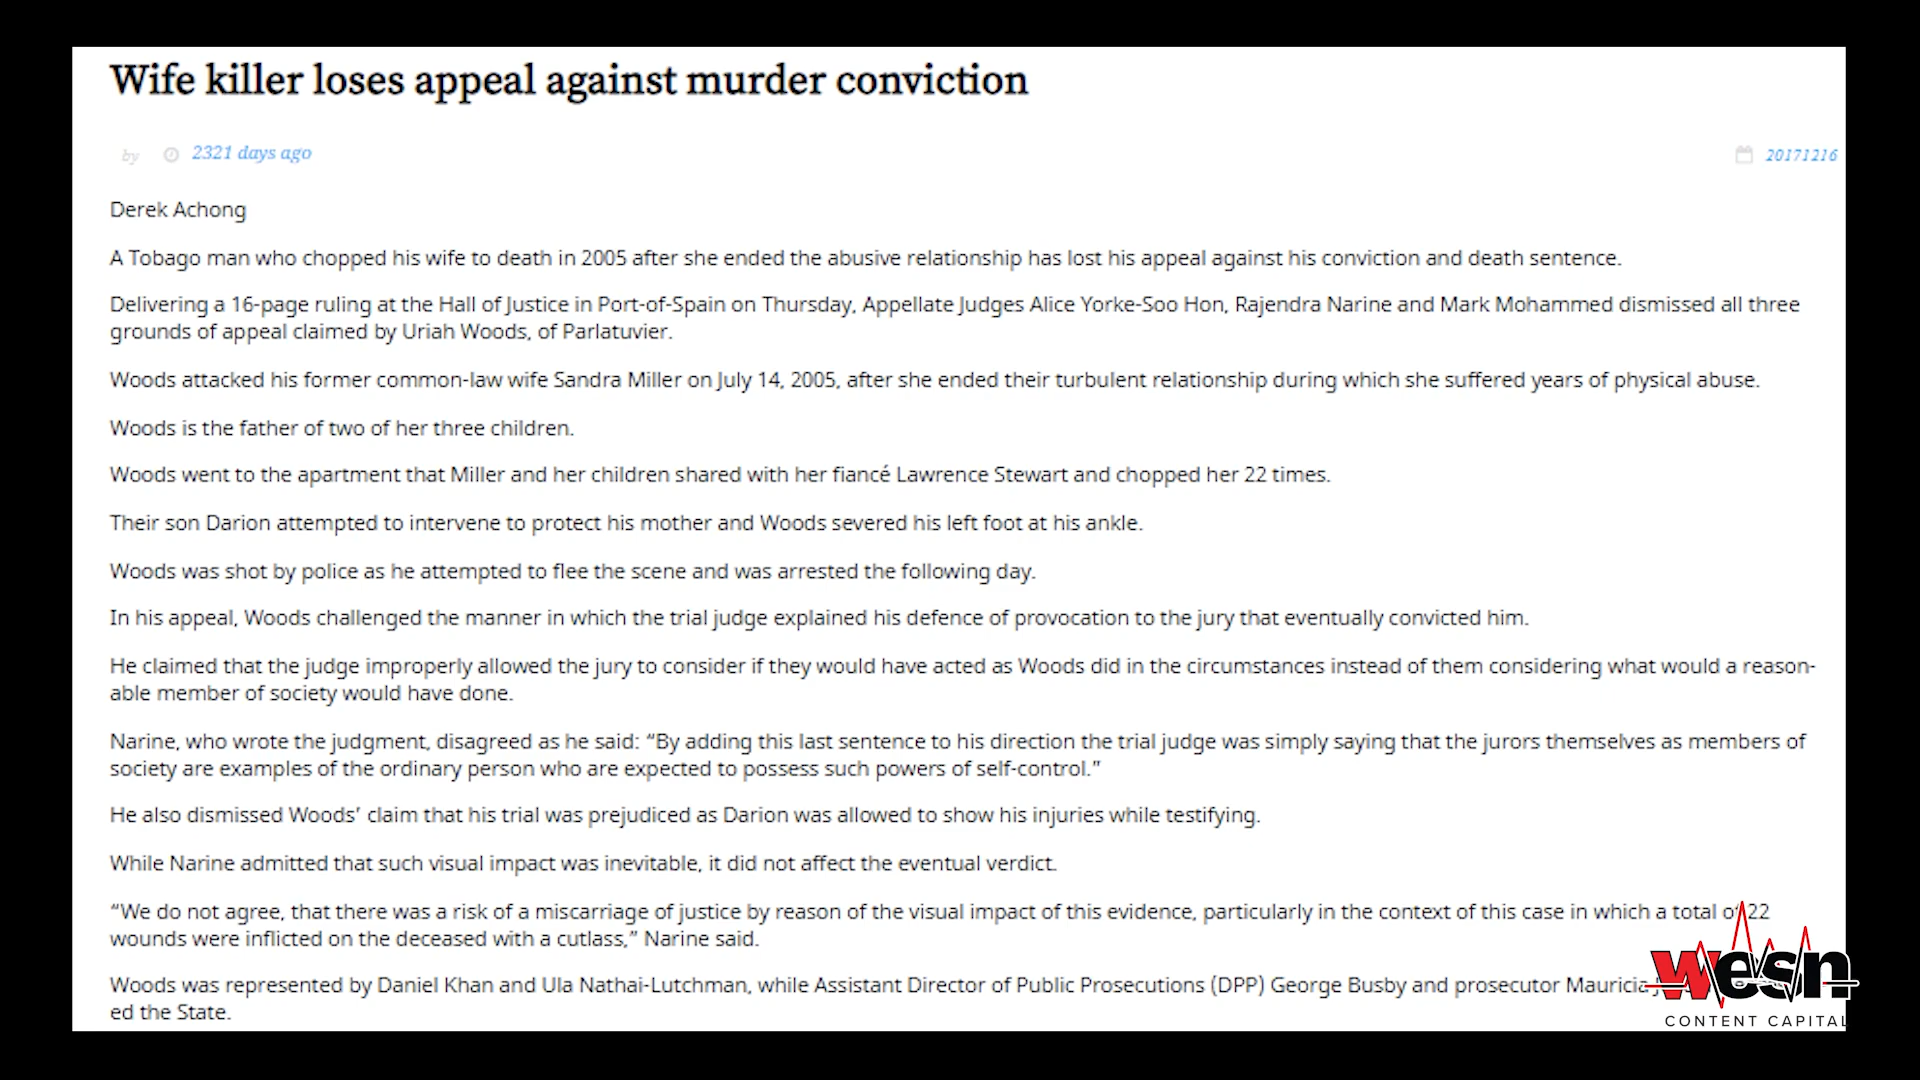 Wife killer loses appeal against murder conviction
by 2321 days ago 20171216
Derek Achong
A Tobago man who chopped his wife to death in 2005 after she ended the abusive relationship has lost his appeal against his conviction and death sentence.
Delivering a 16-page ruling at the Hall of Justice in Port-of-Spain on Thursday, Appellate Judges Alice Yorke-Soo Hon, Rajendra Narine and Mark Mohammed dismissed all three
grounds of appeal claimed by Uriah Woods, of Parlatuvier.
Woods attacked his former common-law wife Sandra Miller on July 14, 2005, after she ended their turbulent relationship during which she suffered years of physical abuse.
Woods is the father of two of her three children.
Woods went to the apartment that Miller and her children shared with her fiancé Lawrence Stewart and chopped her 22 times.
Their son Darion attempted to intervene to protect his mother and Woods severed his left foot at his ankle.
Woods was shot by police as he attempted to flee the scene and was arrested the following day.
In his appeal, Woods challenged the manner in which the trial judge explained his defence of provocation to the jury that eventually convicted him.
He claimed that the judge improperly allowed the jury to consider if they would have acted as Woods did in the circumstances instead of them considering what would a reason-
able member of society would have done.
Narine, who wrote the judgment, disagreed as he said: “By adding this last sentence to his direction the trial judge was simply saying that the jurors themselves as members of
society are examples of the ordinary person who are expected to possess such powers of self-control.”
He also dismissed Woods’ claim that his trial was prejudiced as Darion was allowed to show his injuries while testifying.
While Narine admitted that such visual impact was inevitable, it did not affect the eventual verdict.
“We do not agree, that there was a risk of a miscarriage of justice by reason of the visual impact of this evidence, particularly in the context of this case in which a total of 22
wounds were inflicted on the deceased with a cutlass,” Narine said.
Woods was represented by Daniel Khan and Ula Nathai-Lutchman, while Assistant Director of Public Prosecutions (DPP) George Busby and prosecutor Mauricia
ed the State.
wesn
CONTENT CAPITAL